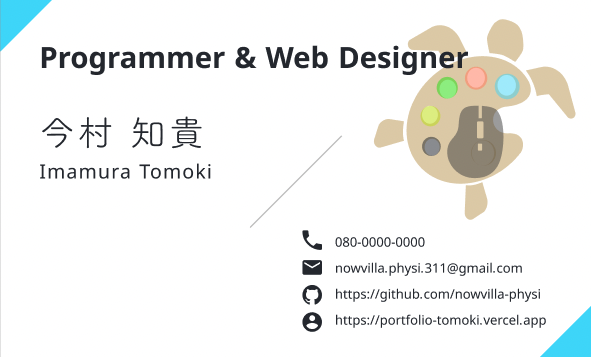 Programmer & Web Designer
今村 知貴
Imamura Tomoki
080-0000-0000
nowvilla.physi.311@gmail.com
https://github.com/nowvilla-physi
https://portfolio-tomoki.vercel.app